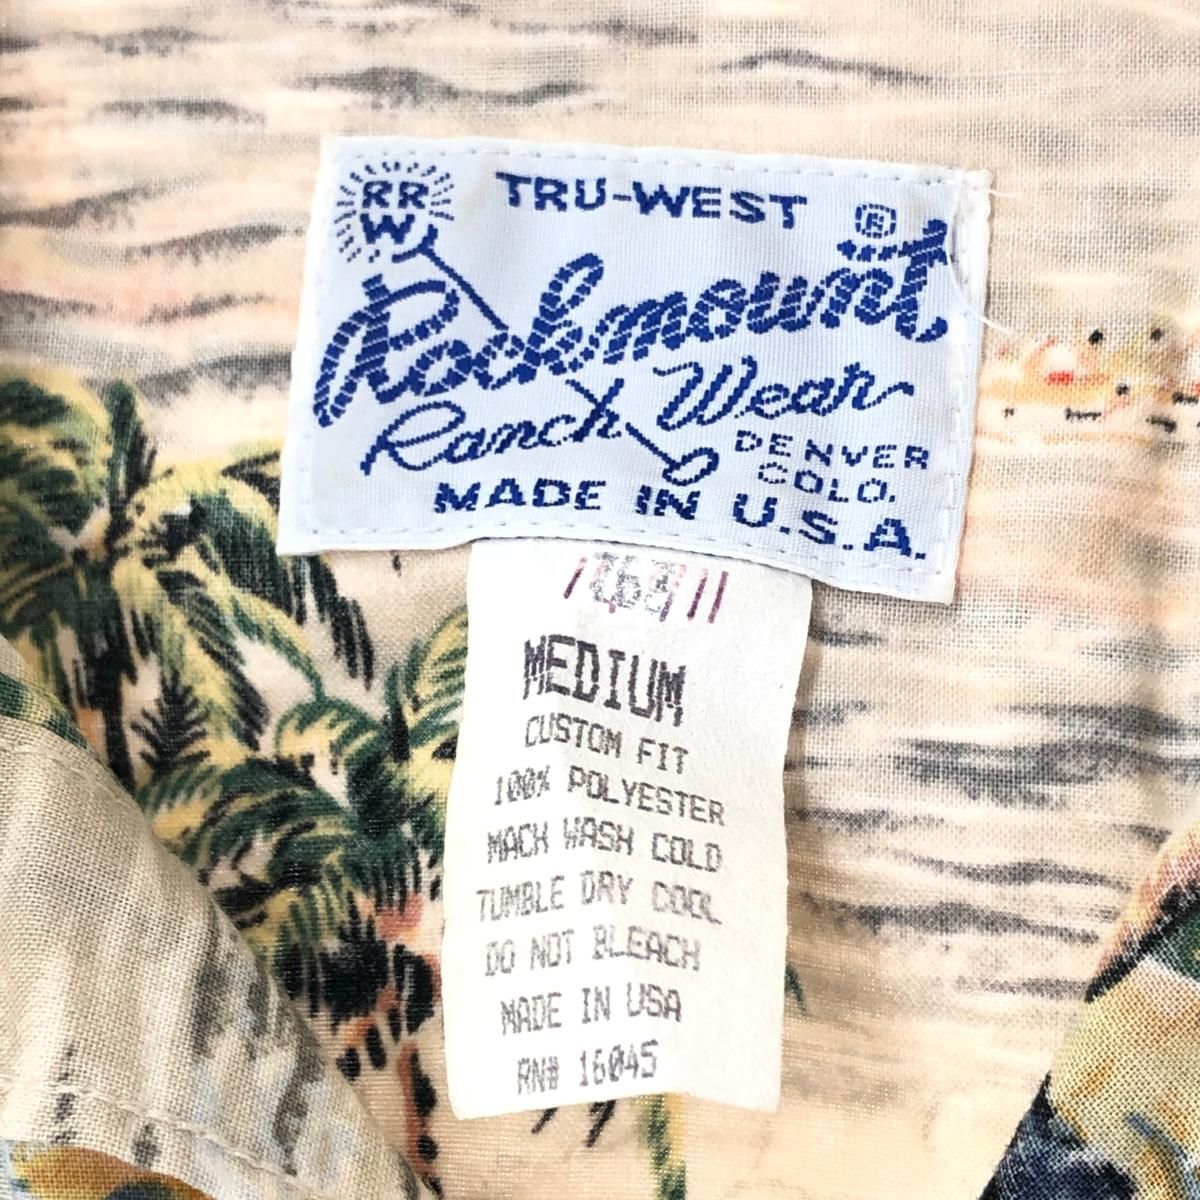 RR
W
TRU-WEST
®
Rockmount
Ranch Wear
DENVER
COLO.
MADE IN U.S.A.
MEDIUM
CUSTOM FIT
100% POLYESTER
MACH WASH COLD
TUMBLE DRY COOL
DO NOT BLEACH
MADE IN USA
RN# 16045